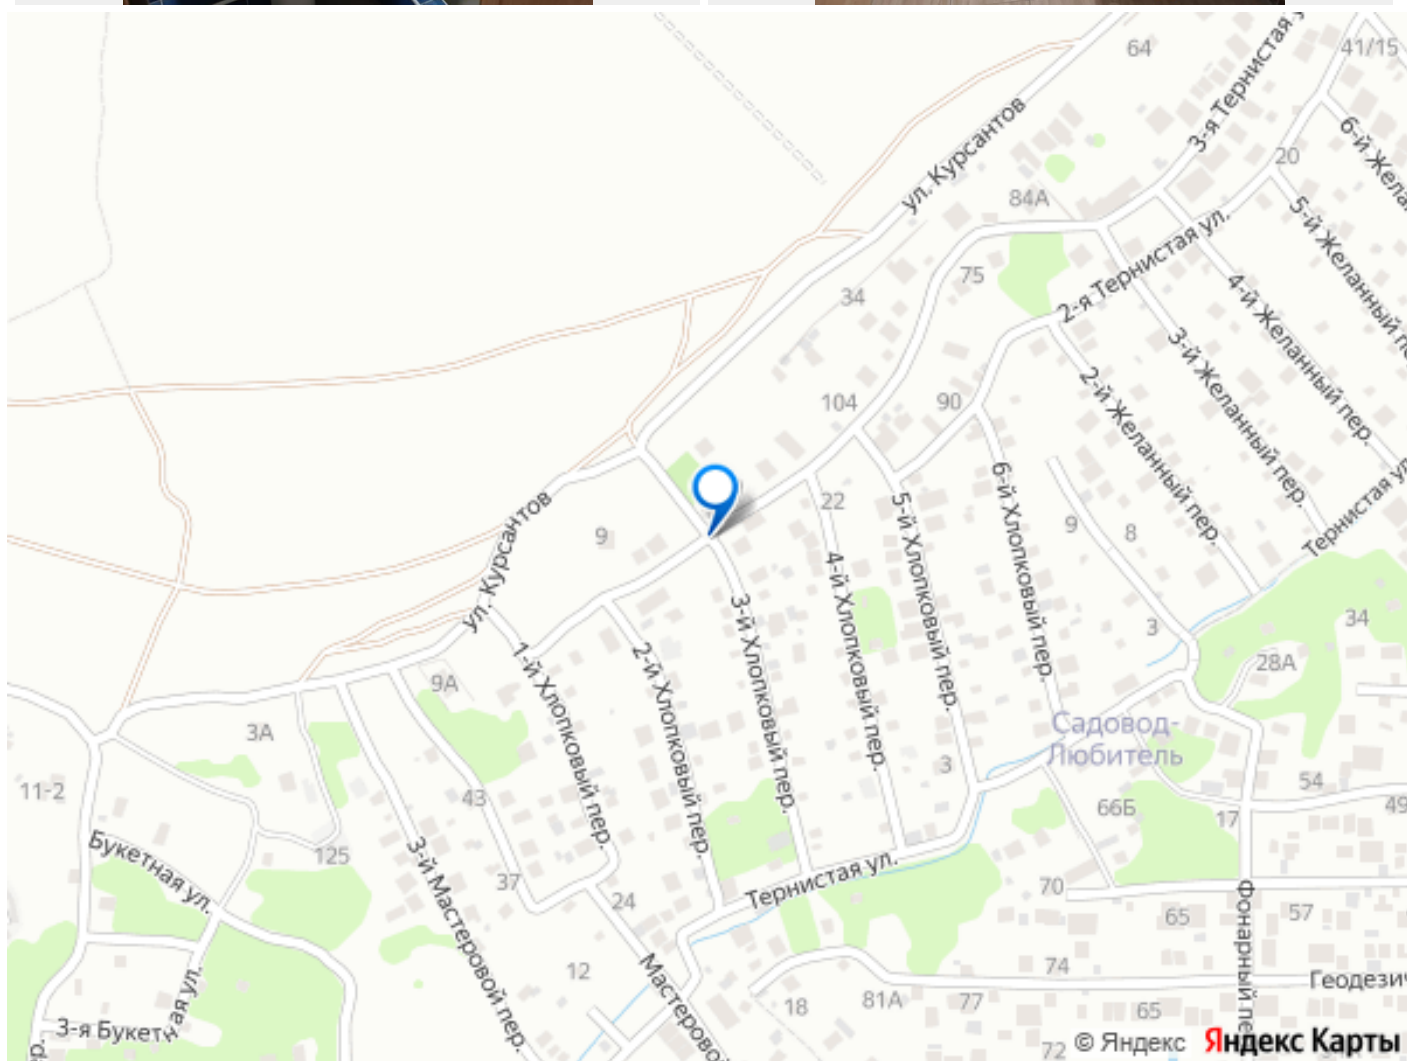 64
41/15
3-я Тернистая
ул. Курсантов
20
6-й Жела
84А
5-й Желанный
2-я Тернистая ул.
4-й Желанный пер.
75
34
3-й Желанный пер.
2-й Желанный пер.
104
90
Тернистая
22
6-й Хлопковый пер.
5-й Хлопковый пер.
ул. Курсантов
9
9
8
4-й Хлопковый пер.
3-й Хлопковый пер.
2-й Хлопковый пер.
1-й Хлопковый пер.
3
34
28А
9А
3А
Садовод-
Любитель
11-2
3
54
49
43
66Б
17
Букетная ул.
125
3-й Мастеровой пер.
37
24
Тернистая ул.
70
65
57
Фонарный пе
12
74
Мастеровой
Геодези
18
81А
77
65
ая ул.
3-я Букетн
р.
72
© Яндекс
Яндекс Карты